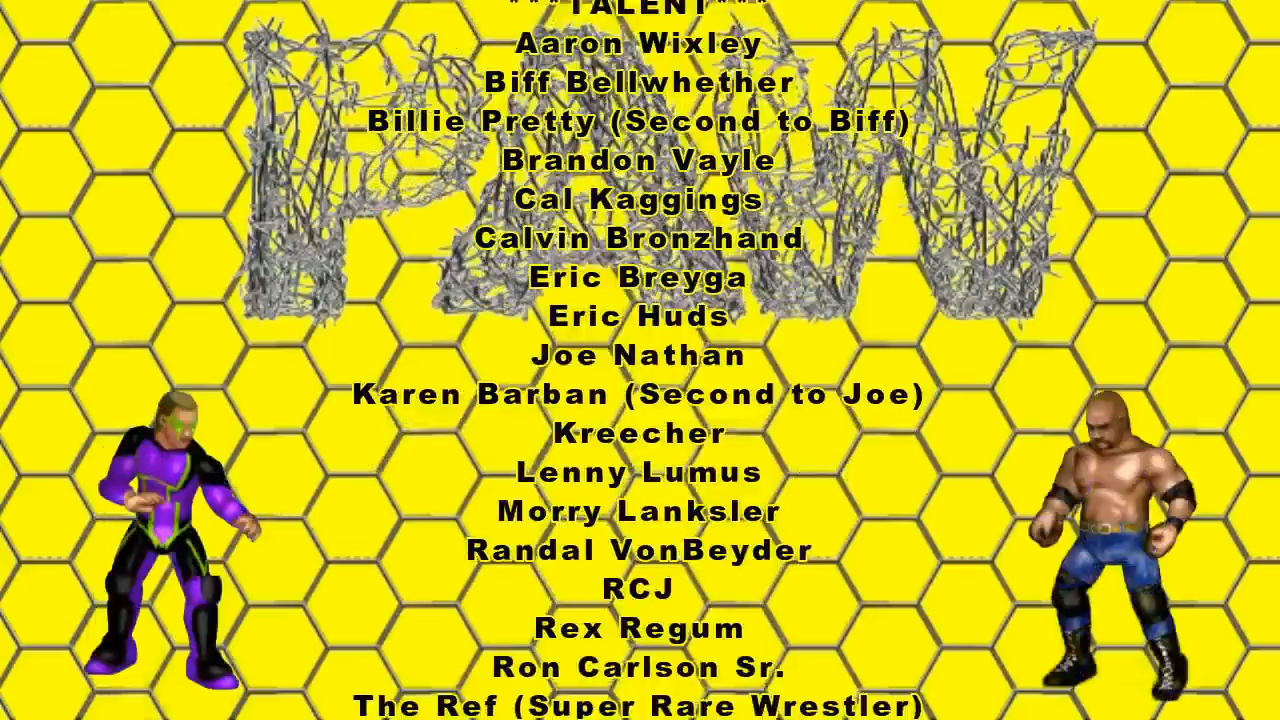 ***TALENT***
Aaron Wixley
Biff Bellwhether
Billie Pretty (Second to Biff)
Brandon Vayle
Cal Kaggings
Calvin Bronzhand
Eric Breyga
Eric Huds
Joe Nathan
Karen Barban (Second to Joe)
Kreecher
Lenny Lumus
Morry Lanksler
Randal VonBeyder
RCJ
Rex Regum
Ron Carlson Sr.
The Ref (Super Rare Wrestler)
PAW